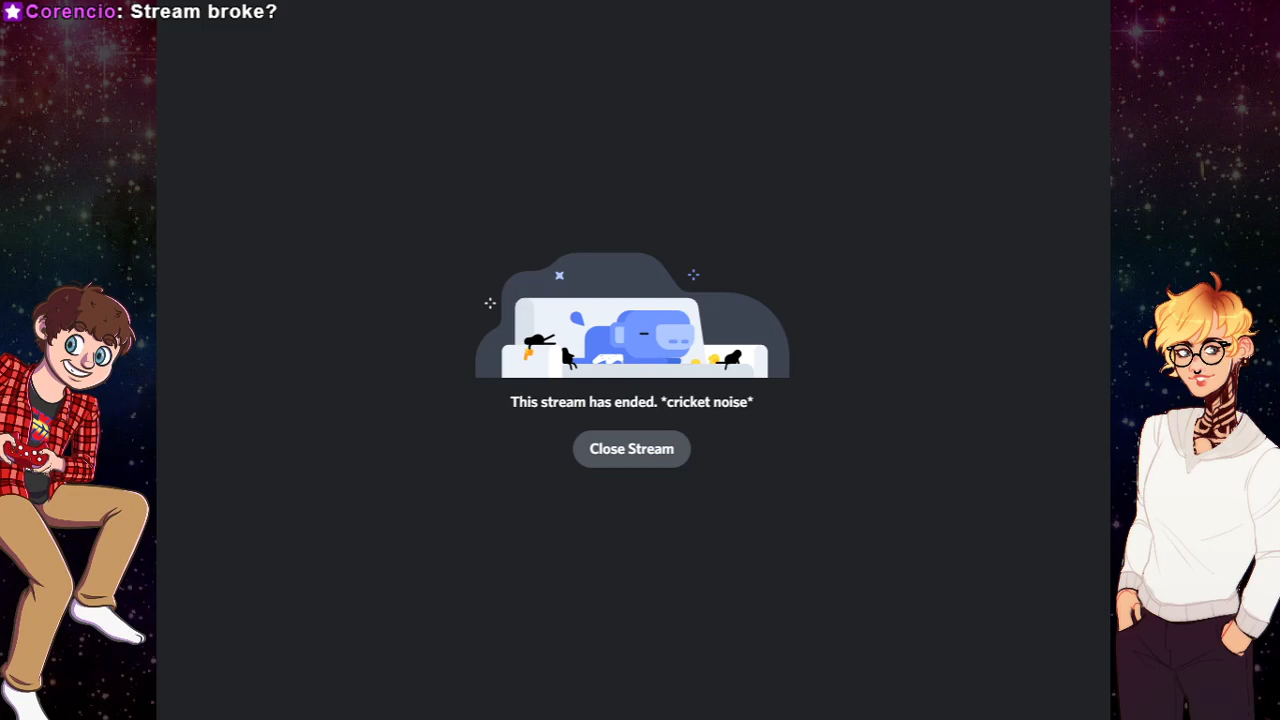 Corencio: Stream broke?
This stream has ended. *cricket noise*
Close Stream